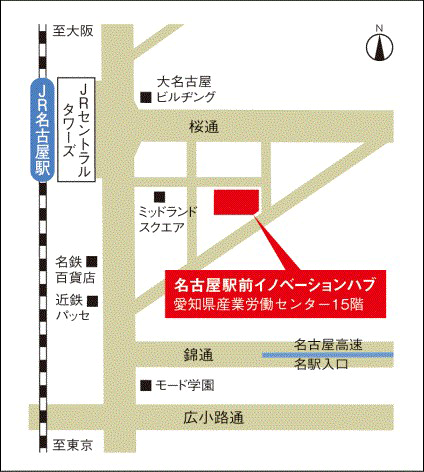 至大阪
N
大名古屋
ビルヂング
JRセントラル
タワーズ
JR名古屋駅
桜通
ミッドランド
スクエア
名鉄
百貨店
近鉄
パッセ
名古屋駅前イノベーションハブ
愛知県産業労働センター15階
錦通
名古屋高速
名駅入口
モード学園
広小路通
至東京